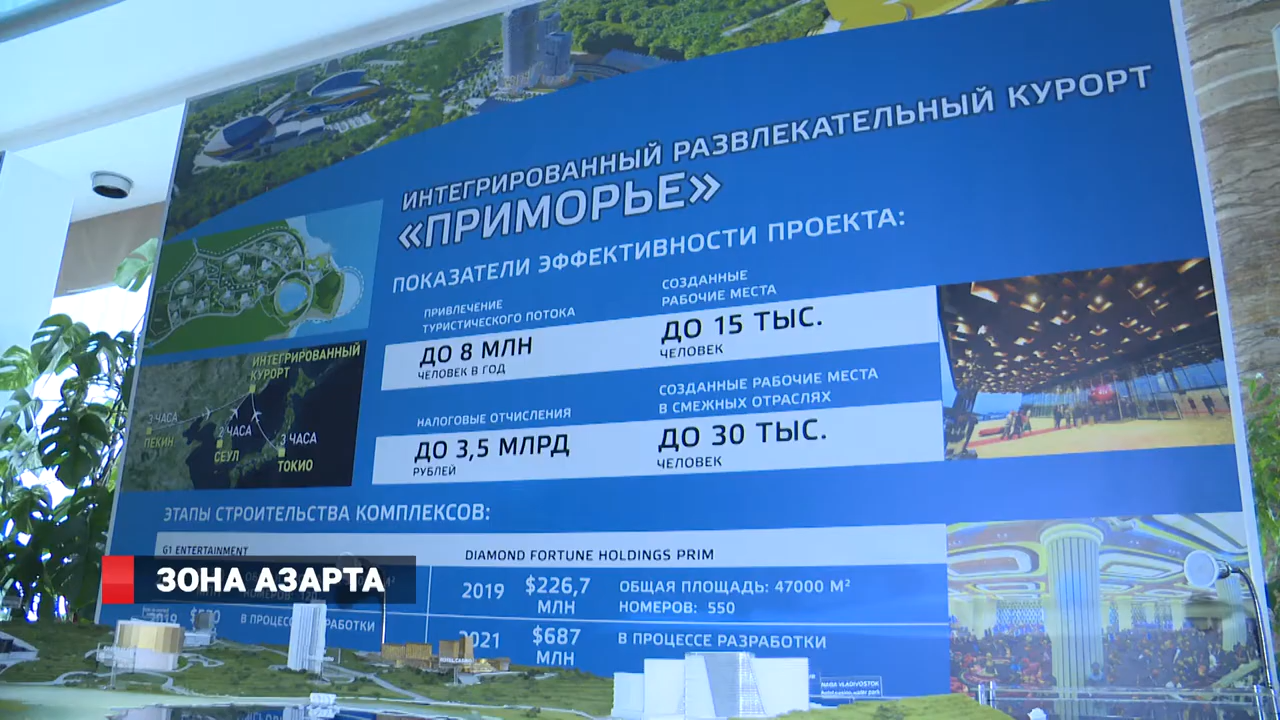 ИНТЕГРИРОВАННЫЙ РАЗВЛЕКАТЕЛЬНЫЙ КУРОРТ
«ПРИМОРЬЕ»
ПОКАЗАТЕЛИ ЭФФЕКТИВНОСТИ ПРОЕКТА:
ПРИВЛЕЧЕНИЕ
ТУРИСТИЧЕСКОГО ПОТОКА
ДО 8 МЛН
ЧЕЛОВЕК В ГОД
СОЗДАННЫЕ
РАБОЧИЕ МЕСТА
ДО 15 ТЫС.
ЧЕЛОВЕК
НАЛОГОВЫЕ ОТЧИСЛЕНИЯ
ДО 3,5 МЛРД
РУБЛЕЙ
СОЗДАННЫЕ РАБОЧИЕ МЕСТА
В СМЕЖНЫХ ОТРАСЛЯХ
ДО 30 ТЫС.
ЧЕЛОВЕК
ИНТЕГРИРОВАННЫЙ
КУРОРТ
2 ЧАСА
ПЕКИН
2 ЧАСА
СЕУЛ
3 ЧАСА
ТОКИО
ЭТАПЫ СТРОИТЕЛЬСТВА КОМПЛЕКСОВ:
G1 ENTERTAINMENT
DIAMOND FORTUNE HOLDINGS PRIM
ЗОНА АЗАРТА
2019 $226,7
МЛН
ОБЩАЯ ПЛОЩАДЬ: 47000 М²
НОМЕРОВ: 550
2019
В ПРОЦЕССЕ РАЗРАБОТКИ
2021 $687
МЛН
В ПРОЦЕССЕ РАЗРАБОТКИ
NAGA VLADIVOSTOK